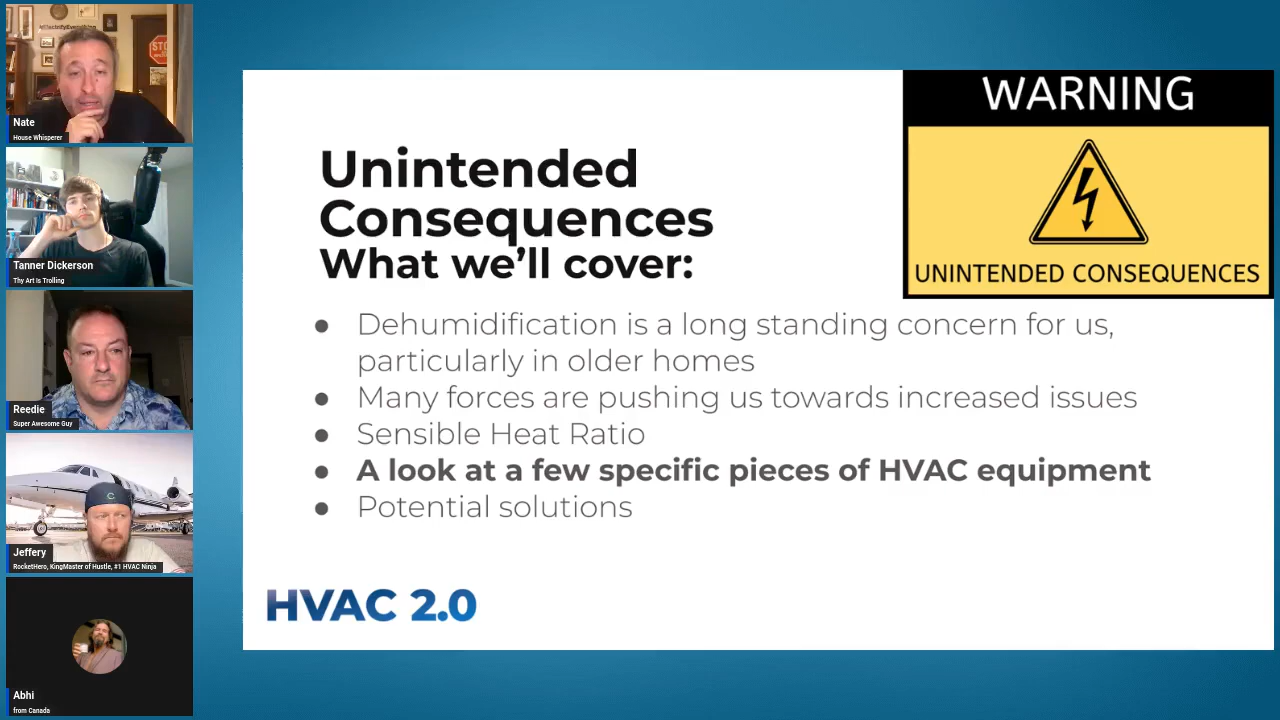 STOP
Nate
House Whisperer
Tanner Dickerson
Thy Art Is Trolling
Reedie
Super Awesome Guy
Jeffery
RocketHero, KingMaster of Hustle, #1 HVAC Ninja
Abhi
from Canada
WARNING
UNINTENDED CONSEQUENCES
Unintended
Consequences
What we'll cover:
● Dehumidification is a long standing concern for us,
particularly in older homes
● Many forces are pushing us towards increased issues
● Sensible Heat Ratio
● A look at a few specific pieces of HVAC equipment
● Potential solutions
HVAC 2.0